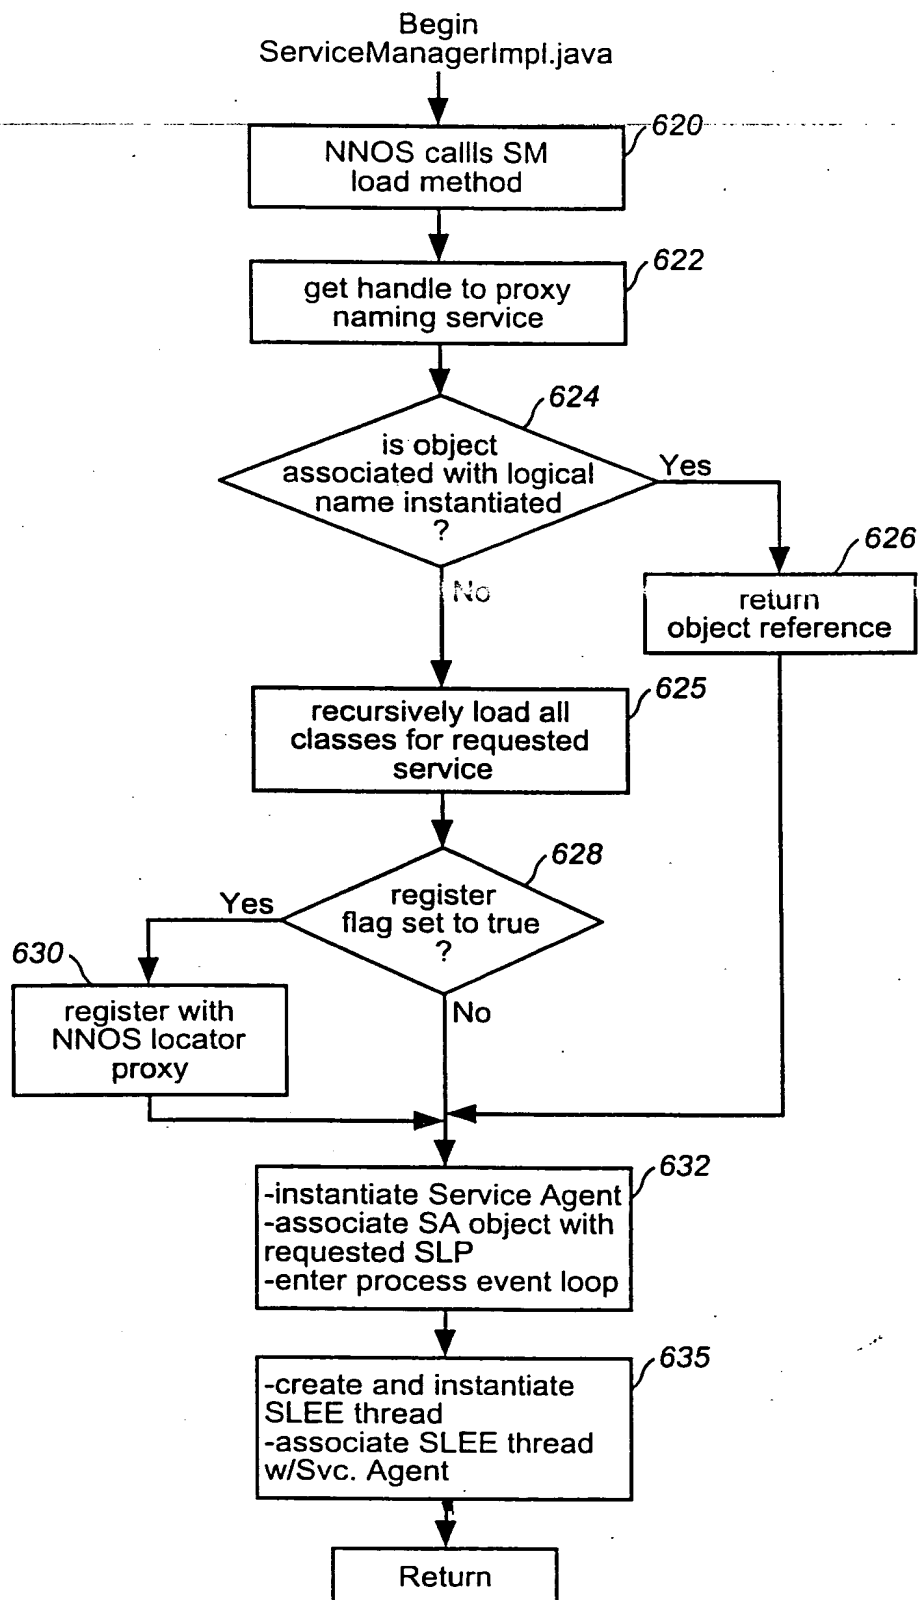 Begin
ServiceManagerImpl.java
620
NNOS callls SM
load method
622
get handle to proxy
naming service
624
is object
associated with logical
name instantiated
?
Yes
626
No
return
object reference
625
recursively load all
classes for requested
service
628
register
flag set to true
?
Yes
630
register with
NNOS locator
proxy
No
632
-instantiate Service Agent
-associate SA object with
requested SLP
-enter process event loop
635
-create and instantiate
SLEE thread
-associate SLEE thread
w/Svc. Agent
Return